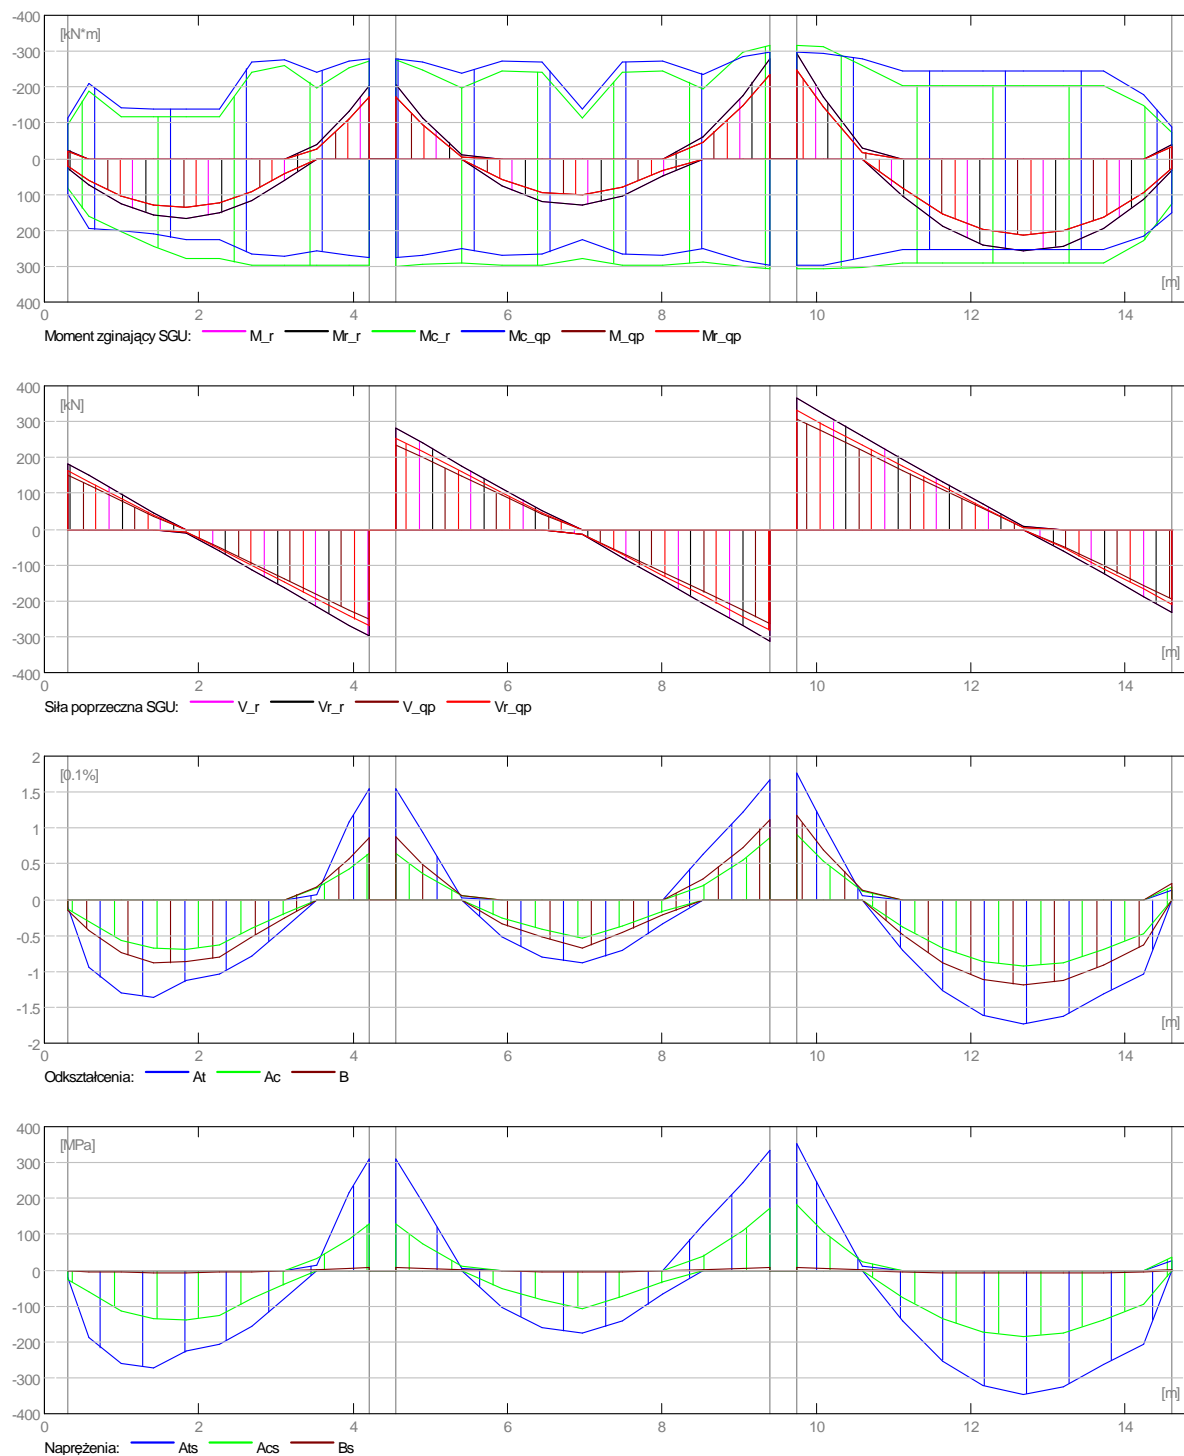 -400
[kN*m]
-300
-200
-100
0
100
200
300
[m]
400
0 2 4 6 8 10 12 14
Moment zginający SGU: M_r Mr_r Mc_r Mc_qp M_qp Mr_qp
400
[kN]
300
200
100
0
-100
-200
-300
[m]
-400
0 2 4 6 8 10 12 14
Siła poprzeczna SGU: V_r Vr_r V_qp Vr_qp
2
[0.1%]
1.5
1
0.5
0
-0.5
-1
-1.5
[m]
-2
0 2 4 6 8 10 12 14
Odkształcenia: At Ac B
[MPa]
400
300
200
100
0
-100
-200
-300
[m]
-400
0 2 4 6 8 10 12 14
Naprężenia: Ats Acs Bs